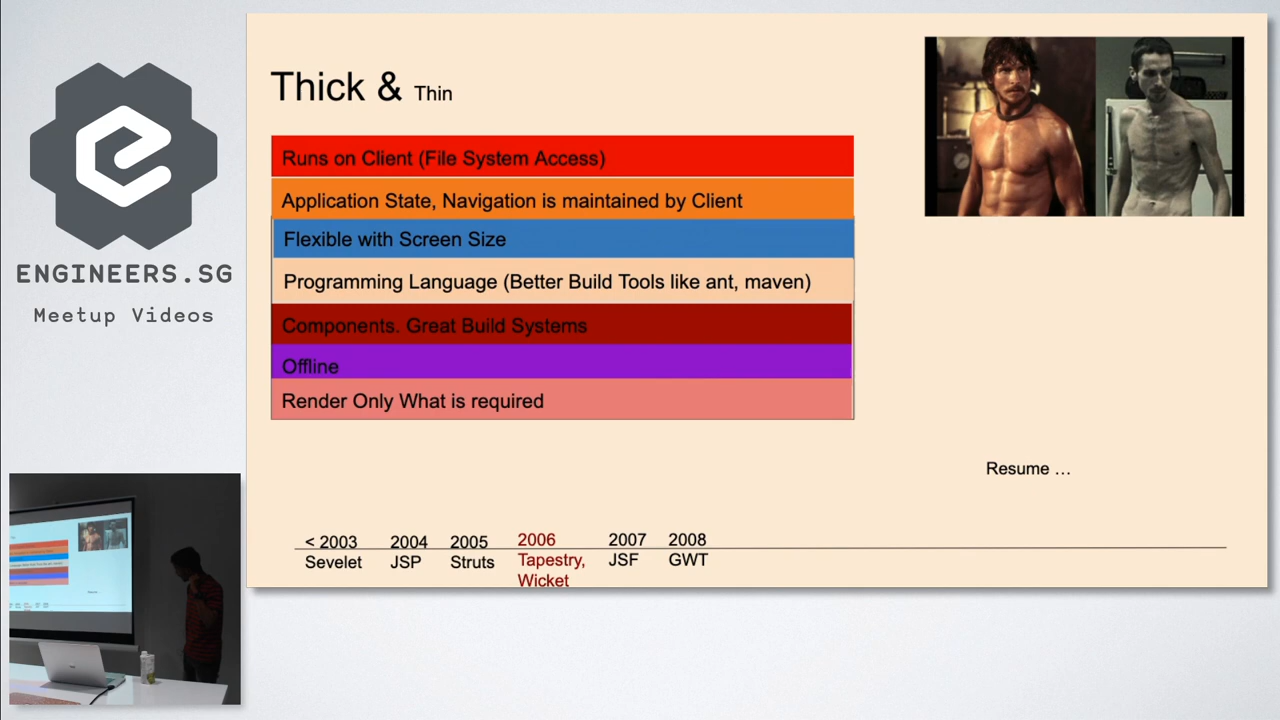 ENGINEERS.SG
Meetup Videos
Thick & Thin
Runs on Client (File System Access)
Application State, Navigation is maintained by Client
Flexible with Screen Size
Programming Language (Better Build Tools like ant, maven)
Components. Great Build Systems
Offline
Render Only What is required
Resume …
< 2003 2004 2005 2006 2007 2008
Sevelet JSP Struts Tapestry, JSF GWT
Wicket